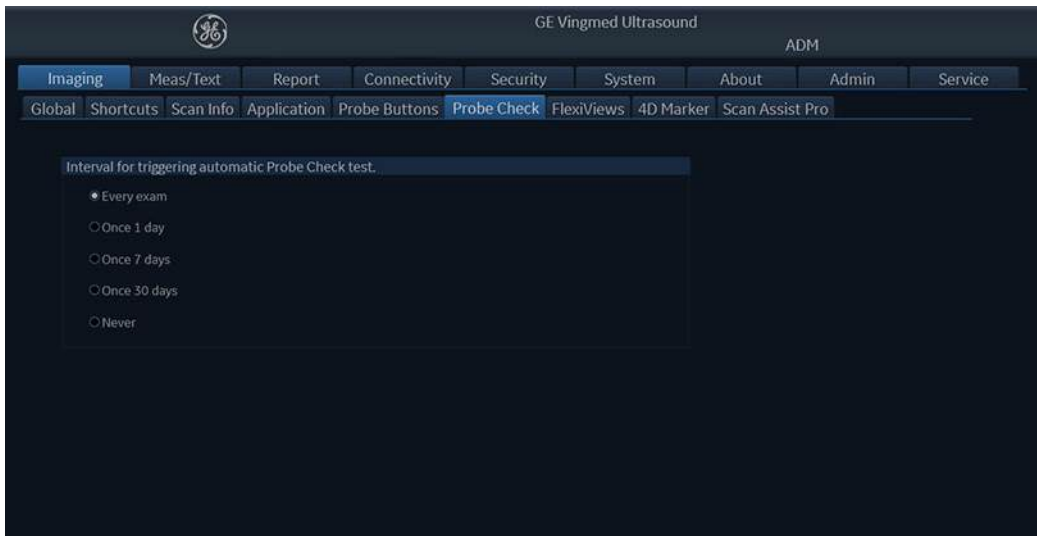 GE Vingmed Ultrasound
ADM
Imaging Meas/Text Report Connectivity Security System About Admin Service
Global Shortcuts Scan Info Application Probe Buttons Probe Check FlexiViews 4D Marker Scan Assist Pro
Interval for triggering automatic Probe Check test.
Every exam
Once 1 day
Once 7 days
Once 30 days
Never